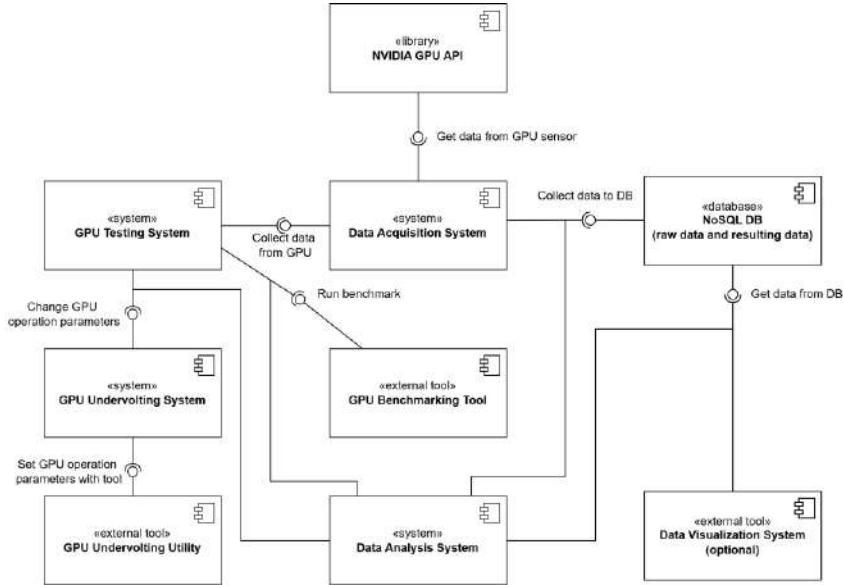 «library»
NVIDIA GPU API
Get data from GPU sensor
«system»
GPU Testing System
Collect data
from GPU
«system»
Data Acquisition System
Collect data to DB
«database»
NoSQL DB
(raw data and resulting data)
Change GPU
operation parameters
Run benchmark
Get data from DB
«system»
GPU Undervolting System
«external tool»
GPU Benchmarking Tool
Set GPU operation
parameters with tool
«external tool»
GPU Undervolting Utility
«system»
Data Analysis System
«external tool»
Data Visualization System
(optional)